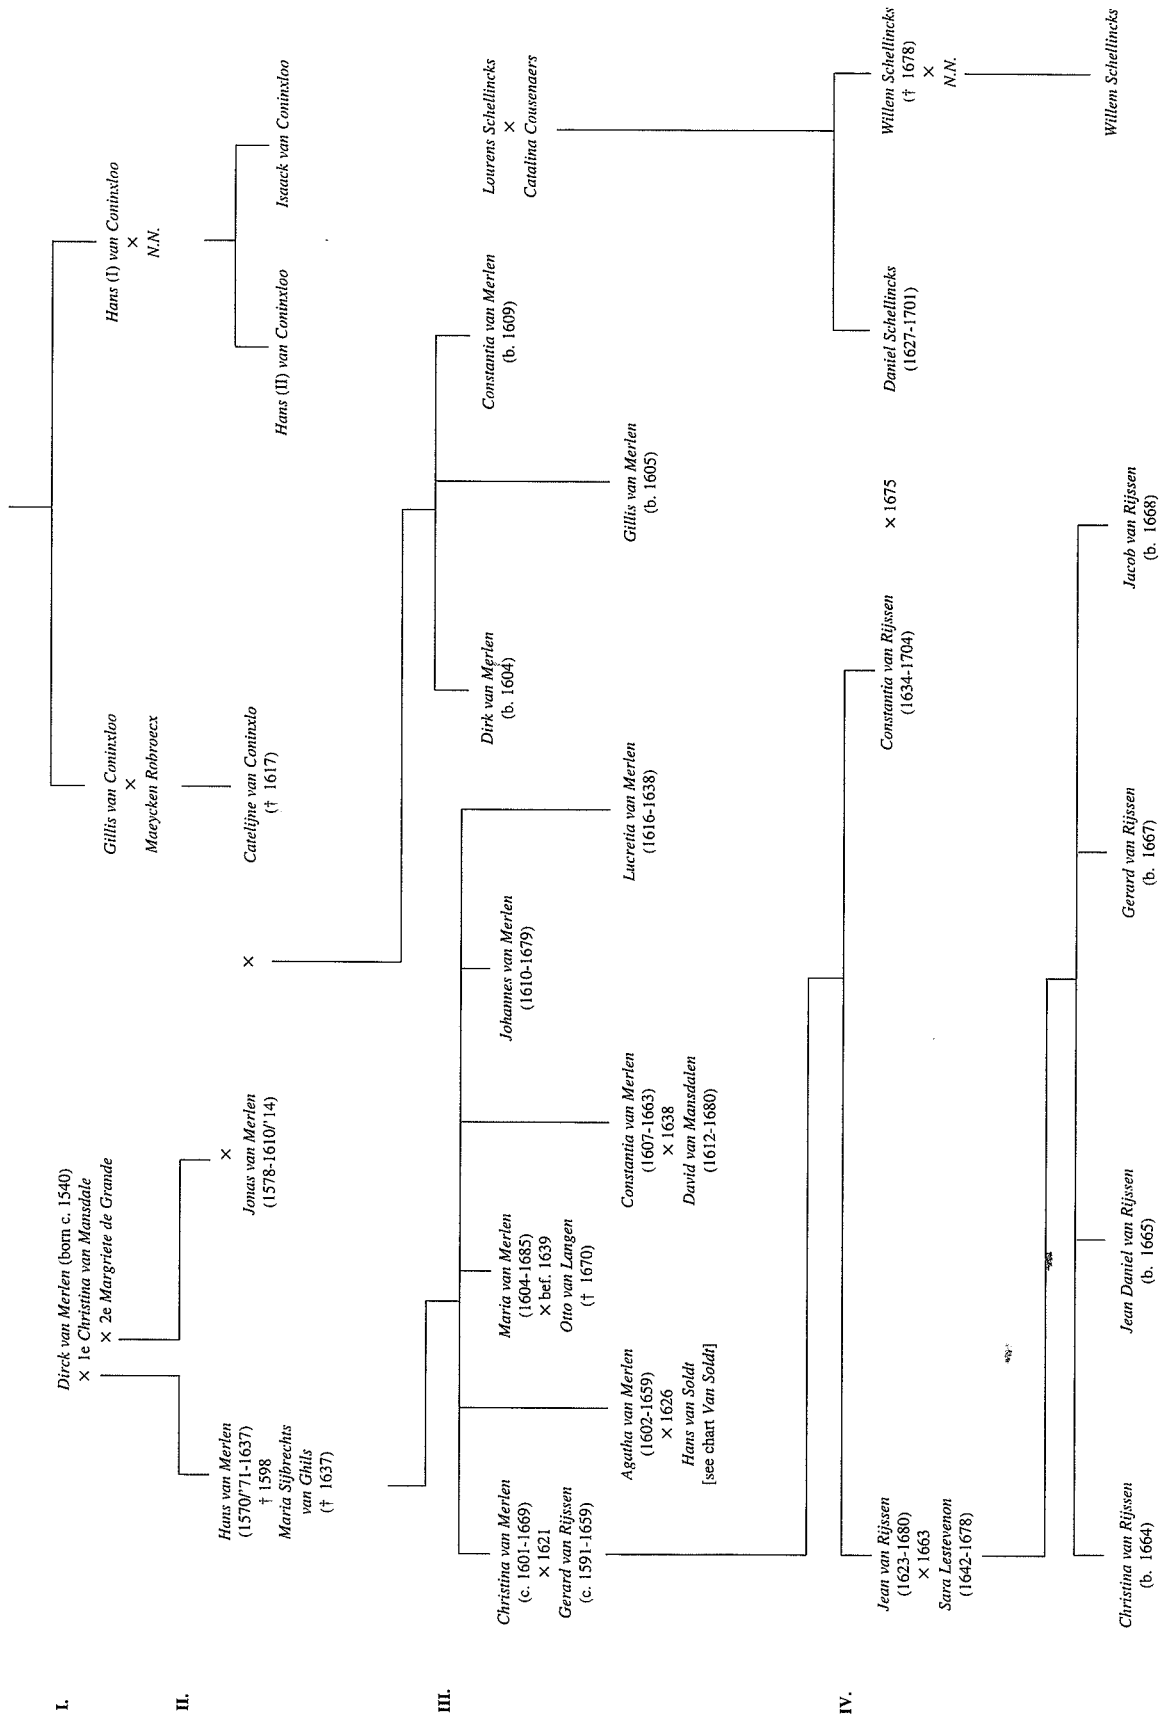 I.
Dirck van Merlen (born c. 1540)
× 1e Christina van Mansdale
× 2e Margriete de Grande
Gillis van Coninxloo
×
Maeycken Robroecx
Hans (I) van Coninxloo
×
N.N.
II.
Hans van Merlen
(1570/'71-1637)
† 1598
Maria Sijbrechts
van Ghils
(† 1637)
×
Jonas van Merlen
(1578-1610/'14)
×
Catelijne van Coninxlo
(† 1617)
Hans (II) van Coninxloo
Isaack van Coninxloo
III.
Christina van Merlen
(c. 1601-1669)
× 1621
Gerard van Rijssen
(c. 1591-1659)
Agatha van Merlen
(1602-1659)
× 1626
Hans van Soldt
[see chart Van Soldt]
Maria van Merlen
(1604-1685)
× bef. 1639
Otto van Langen
(† 1670)
Constantia van Merlen
(1607-1663)
× 1638
David van Mansdalen
(1612-1680)
Johannes van Merlen
(1610-1679)
Lucretia van Merlen
(1616-1638)
Dirk van Merlen
(b. 1604)
Gillis van Merlen
(b. 1605)
Constantia van Merlen
(b. 1609)
Lourens Schellincks
×
Catalina Cousenaers
IV.
Jean van Rijssen
(1623-1680)
× 1663
Sara Lestevenon
(1642-1678)
Constantia van Rijssen
(1634-1704)
× 1675
Daniel Schellincks
(1627-1701)
Willem Schellincks
(† 1678)
×
N.N.
Christina van Rijssen
(b. 1664)
Jean Daniel van Rijssen
(b. 1665)
Gerard van Rijssen
(b. 1667)
Jacob van Rijssen
(b. 1668)
Willem Schellincks